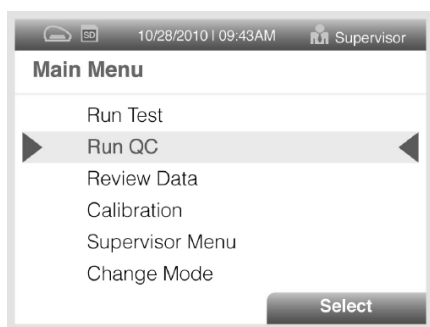 SD 10/28/2010 | 09:43AM Supervisor
Main Menu
Run Test
Run QC
Review Data
Calibration
Supervisor Menu
Change Mode
Select